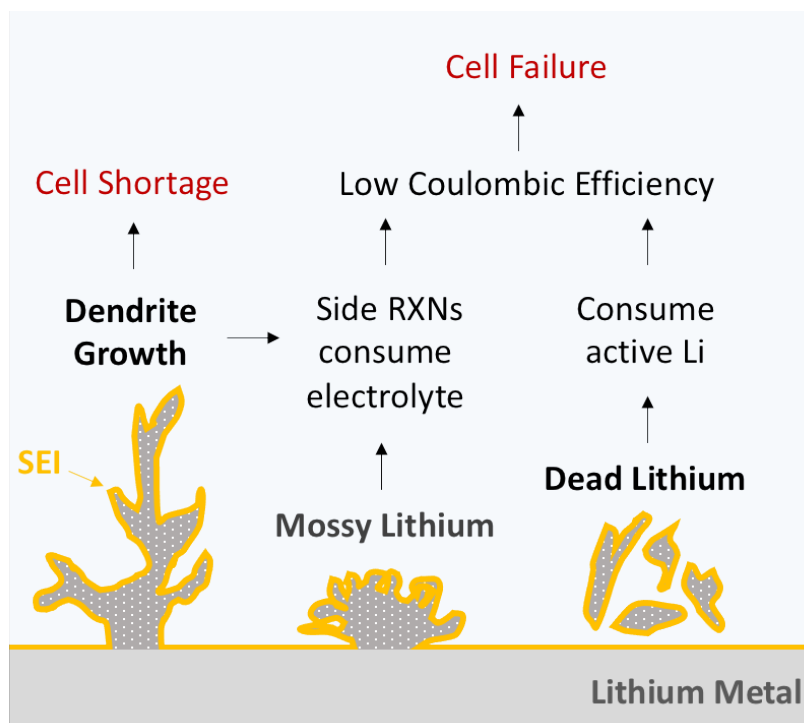 Cell Failure
Cell Shortage
Low Coulombic Efficiency
Dendrite
Growth
Side RXNs
consume
electrolyte
Consume
active Li
SEI
Mossy Lithium
Dead Lithium
Lithium Metal